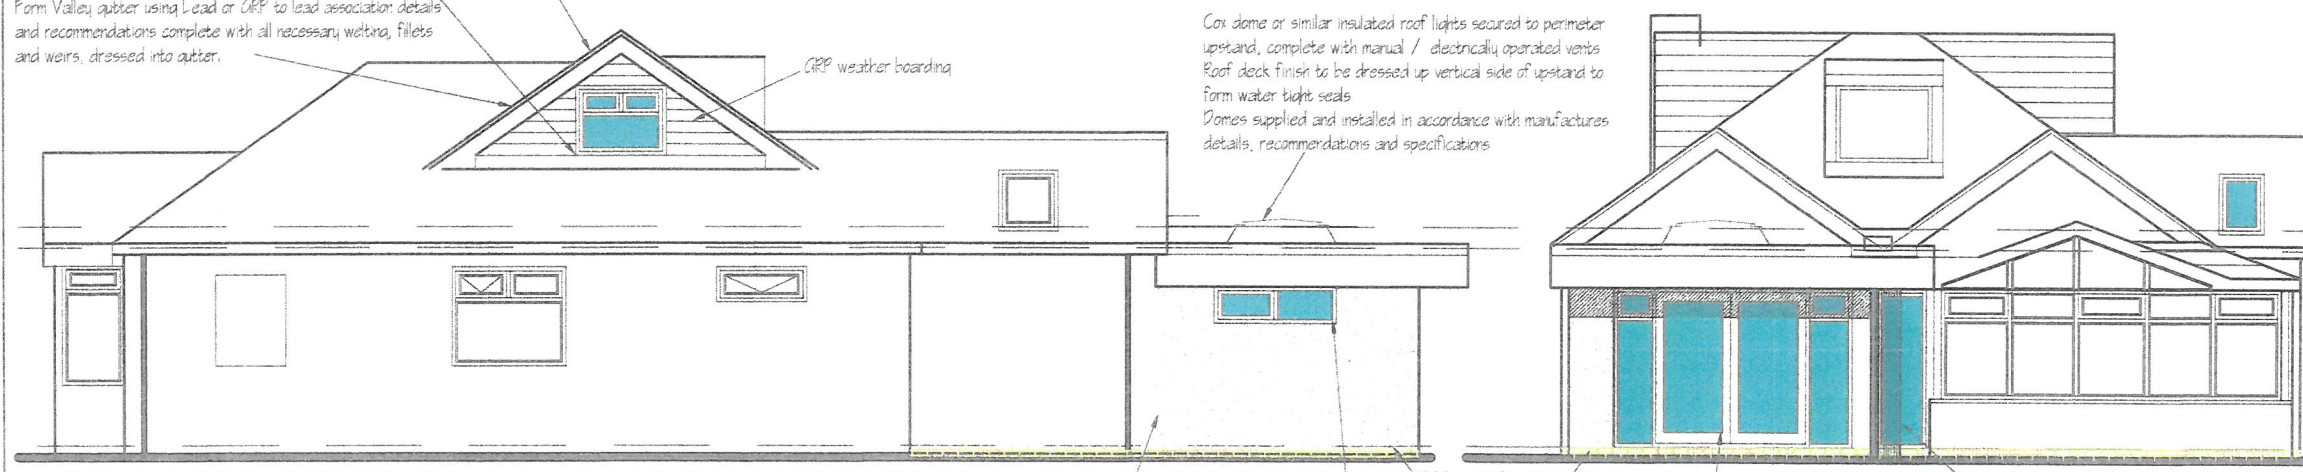 Form Valley gutter using Lead or GRP to lead association details
and recommendations complete with all necessary welting, fillets
and weirs, dressed into gutter.
GRP weather boarding
Cox dome or similar insulated roof lights secured to perimeter
upstand, complete with manual / electrically operated vents
Roof deck finish to be dressed up vertical side of upstand to
form water tight seals
Domes supplied and installed in accordance with manufactures
details, recommendations and specifications